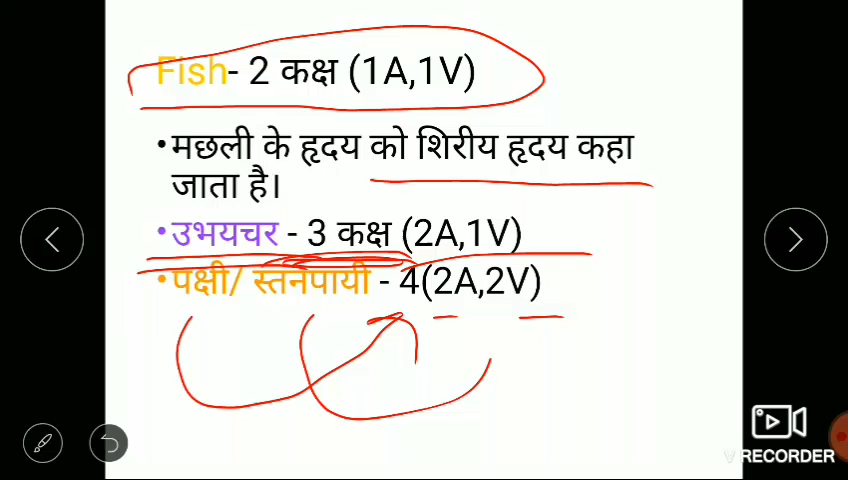 Fish- 2 कक्ष (1A,1V)
•मछली के हृदय को शिरीय हृदय कहा
जाता है।
•उभयचर - 3 कक्ष (2A,1V)
•पक्षी/ स्तनपायी - 4(2A,2V)
RECORDER